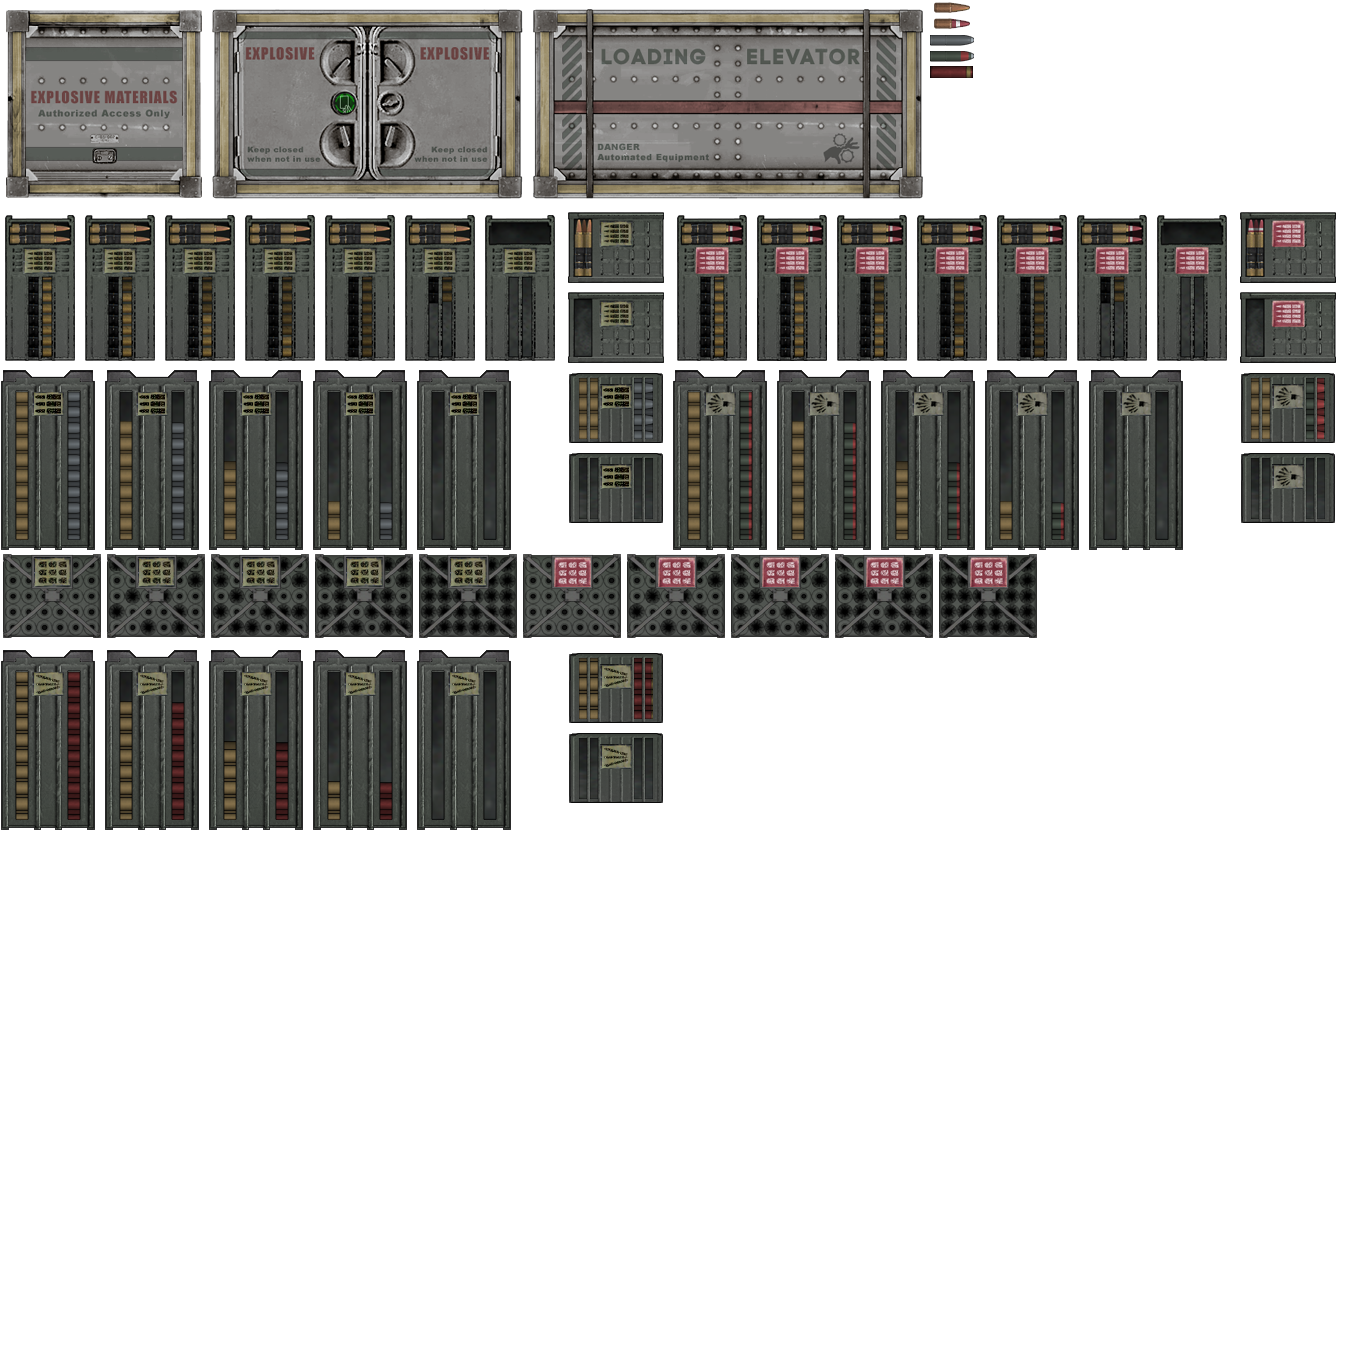 EXPLOSIVE MATERIALS
Authorized Access Only
EXPLOSIVE
EXPLOSIVE
Keep closed
when not in use
Keep closed
when not in use
LOADING ELEVATOR
DANGER
Automated Equipment